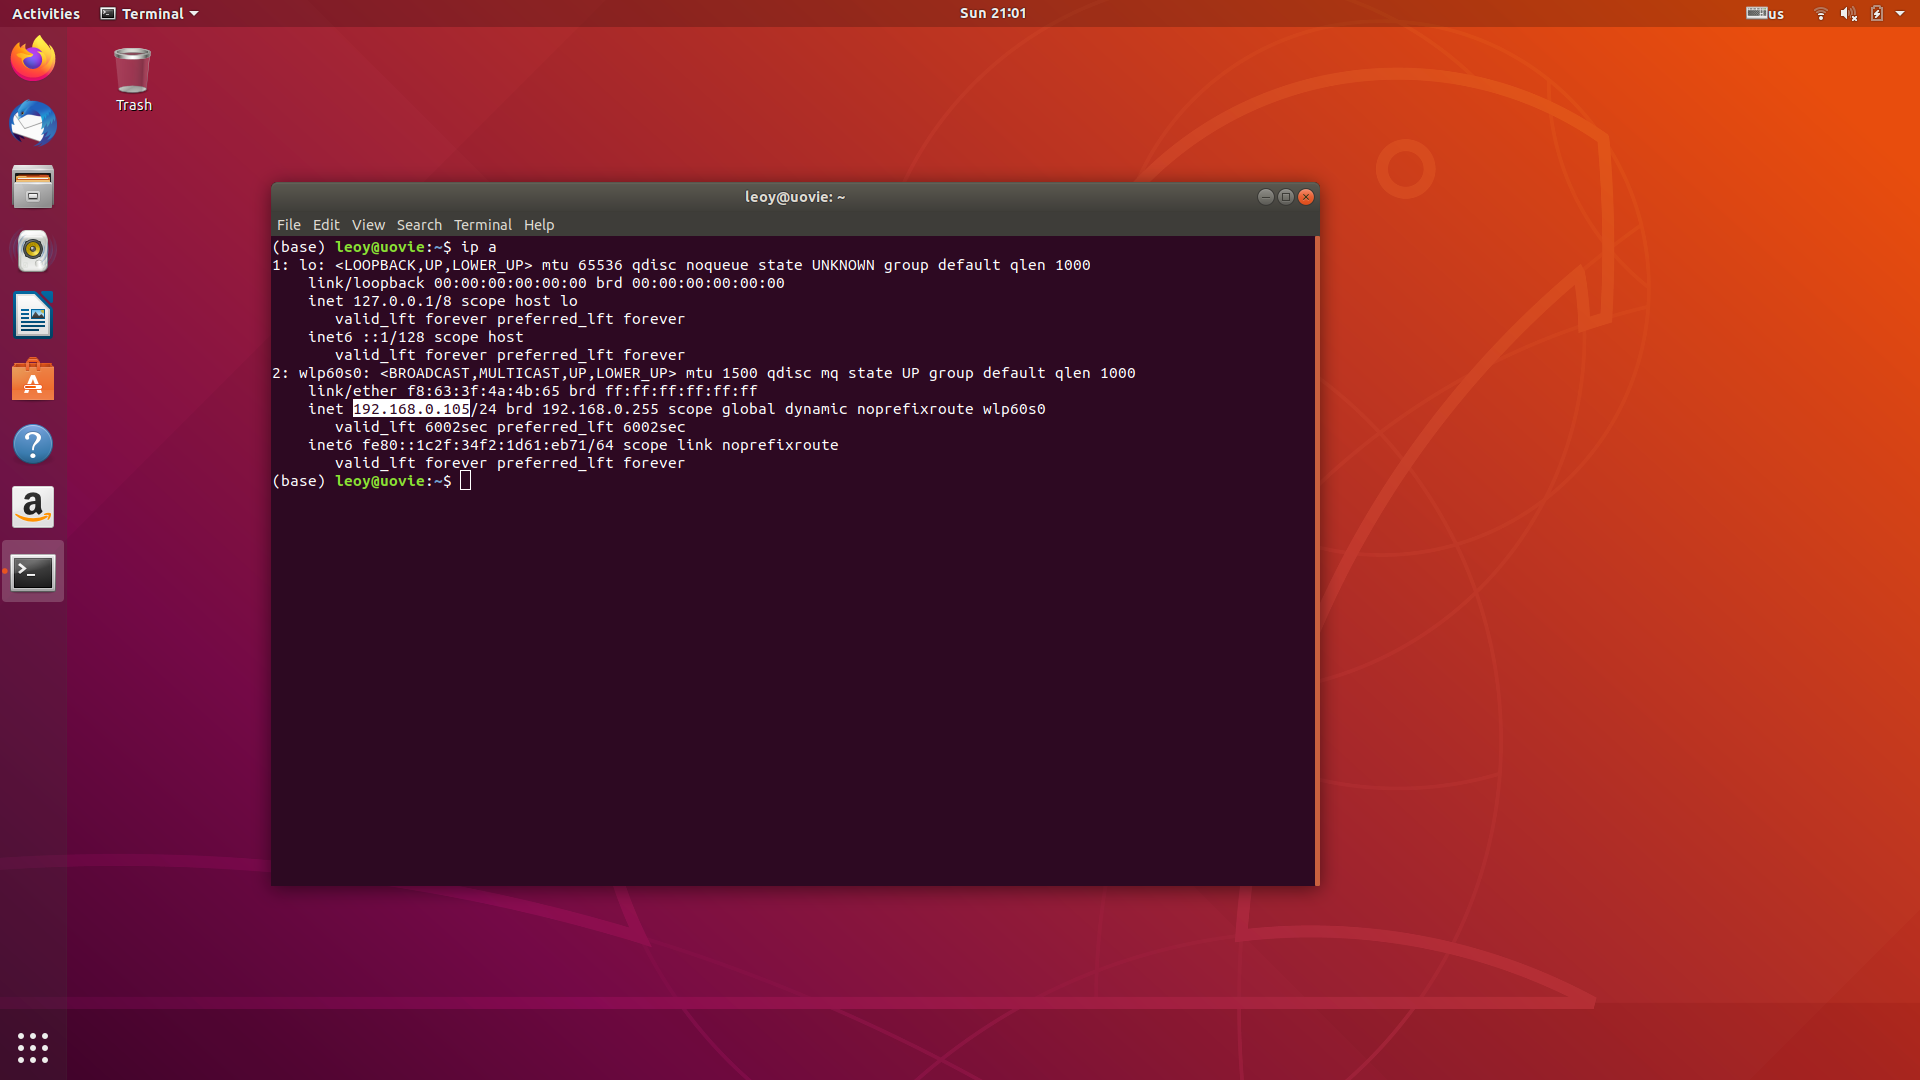 Activities Terminal Sun 21:01 us
Trash
leoy@uovie: ~
File Edit View Search Terminal Help
(base) leoy@uovie:~$ ip a
1: lo: <LOOPBACK,UP,LOWER_UP> mtu 65536 qdisc noqueue state UNKNOWN group default qlen 1000
    link/loopback 00:00:00:00:00:00 brd 00:00:00:00:00:00
    inet 127.0.0.1/8 scope host lo
       valid_lft forever preferred_lft forever
    inet6 ::1/128 scope host
       valid_lft forever preferred_lft forever
2: wlp60s0: <BROADCAST,MULTICAST,UP,LOWER_UP> mtu 1500 qdisc mq state UP group default qlen 1000
    link/ether f8:63:3f:4a:4b:65 brd ff:ff:ff:ff:ff:ff
    inet 192.168.0.105/24 brd 192.168.0.255 scope global dynamic noprefixroute wlp60s0
       valid_lft 6002sec preferred_lft 6002sec
    inet6 fe80::1c2f:34f2:1d61:eb71/64 scope link noprefixroute
       valid_lft forever preferred_lft forever
(base) leoy@uovie:~$